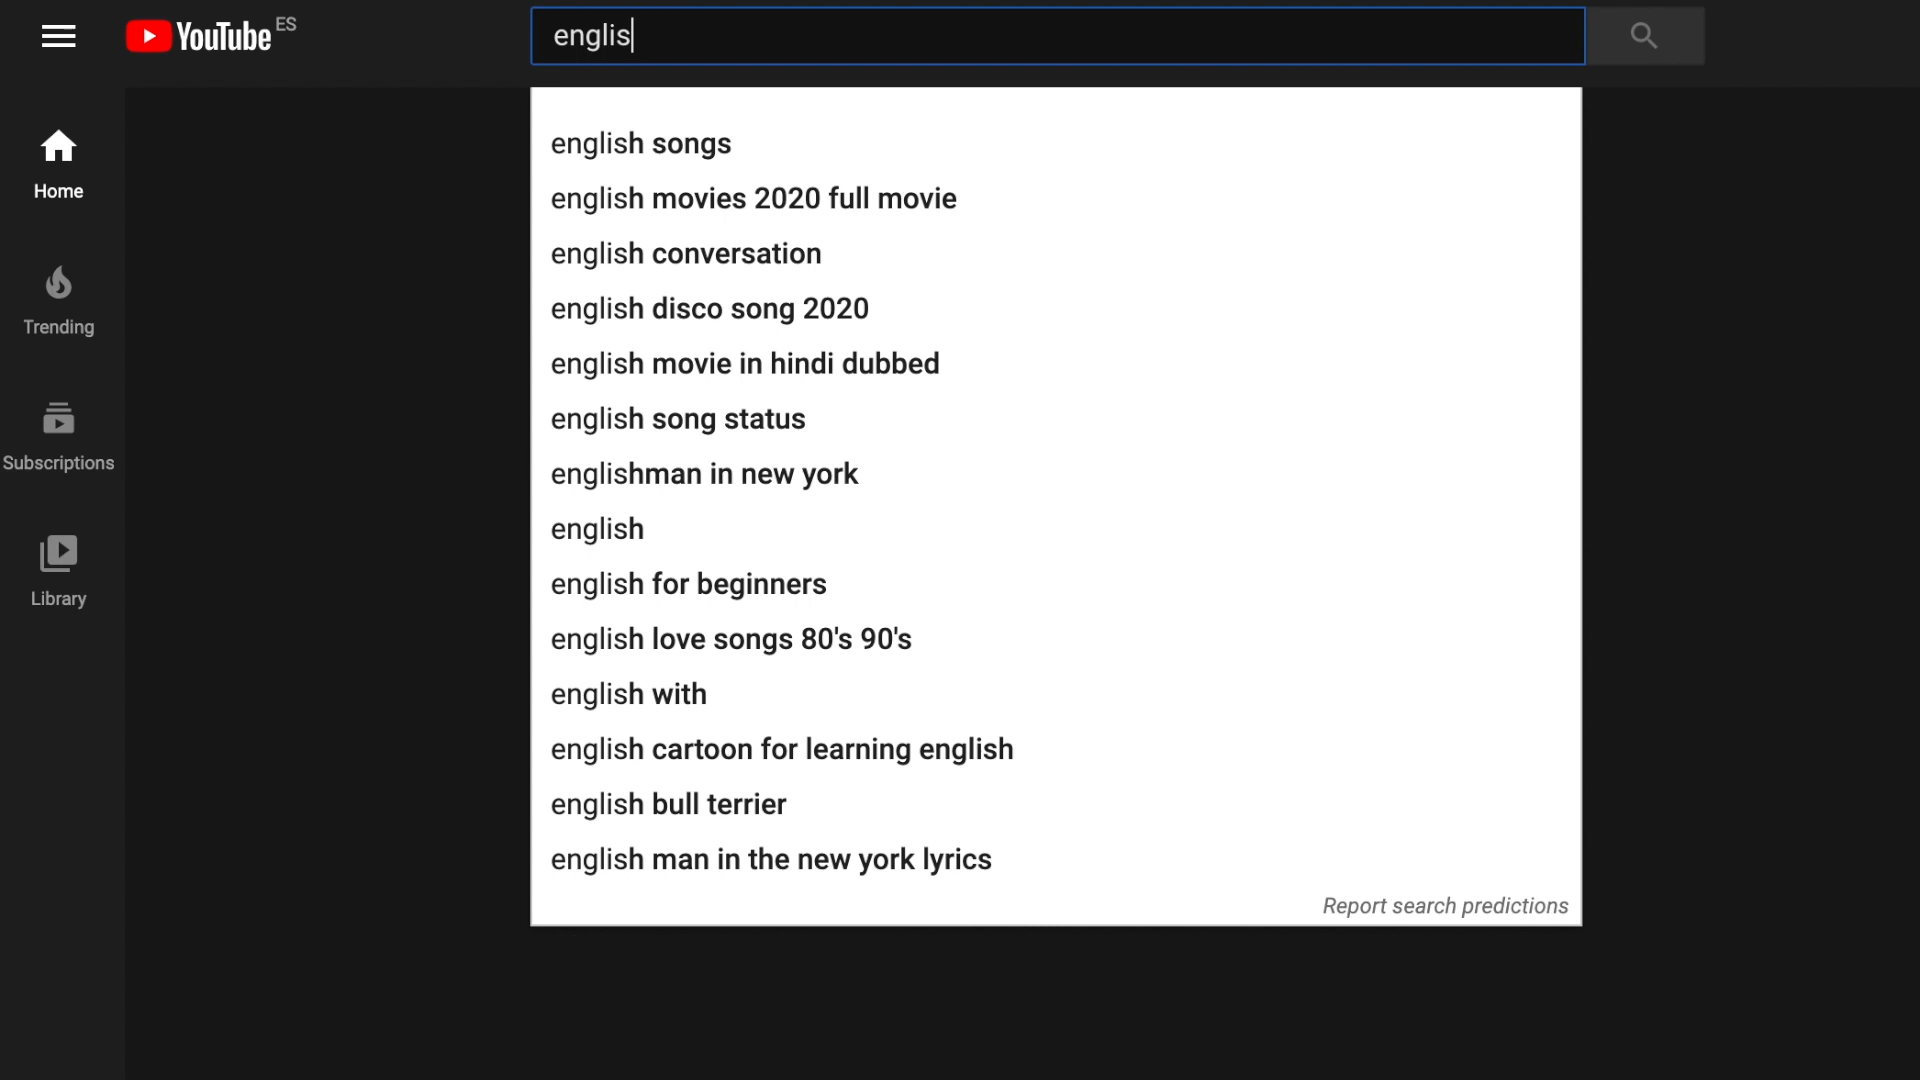 YouTube ES
englis
Home
Trending
Subscriptions
Library
english songs
english movies 2020 full movie
english conversation
english disco song 2020
english movie in hindi dubbed
english song status
englishman in new york
english
english for beginners
english love songs 80's 90's
english with
english cartoon for learning english
english bull terrier
english man in the new york lyrics
Report search predictions